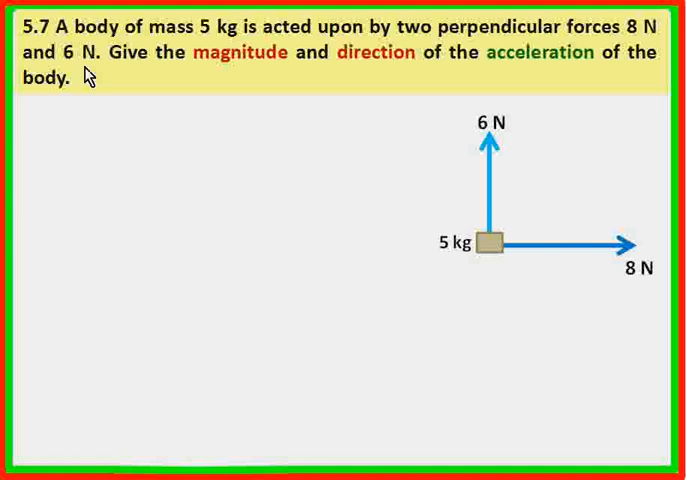 5.7 A body of mass 5 kg is acted upon by two perpendicular forces 8 N
and 6 N. Give the magnitude and direction of the acceleration of the
body.
6 N
5 kg
8 N